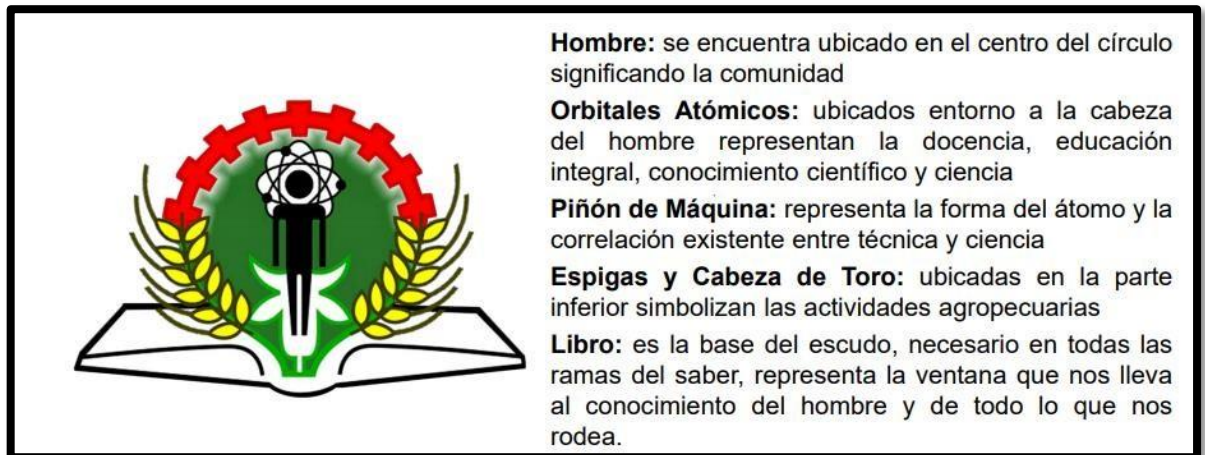 Hombre: se encuentra ubicado en el centro del círculo
significando la comunidad
Orbitales Atómicos: ubicados entorno a la cabeza
del hombre representan la docencia, educación
integral, conocimiento científico y ciencia
Piñón de Máquina: representa la forma del átomo y la
correlación existente entre técnica y ciencia
Espigas y Cabeza de Toro: ubicadas en la parte
inferior simbolizan las actividades agropecuarias
Libro: es la base del escudo, necesario en todas las
ramas del saber, representa la ventana que nos lleva
al conocimiento del hombre y de todo lo que nos
rodea.